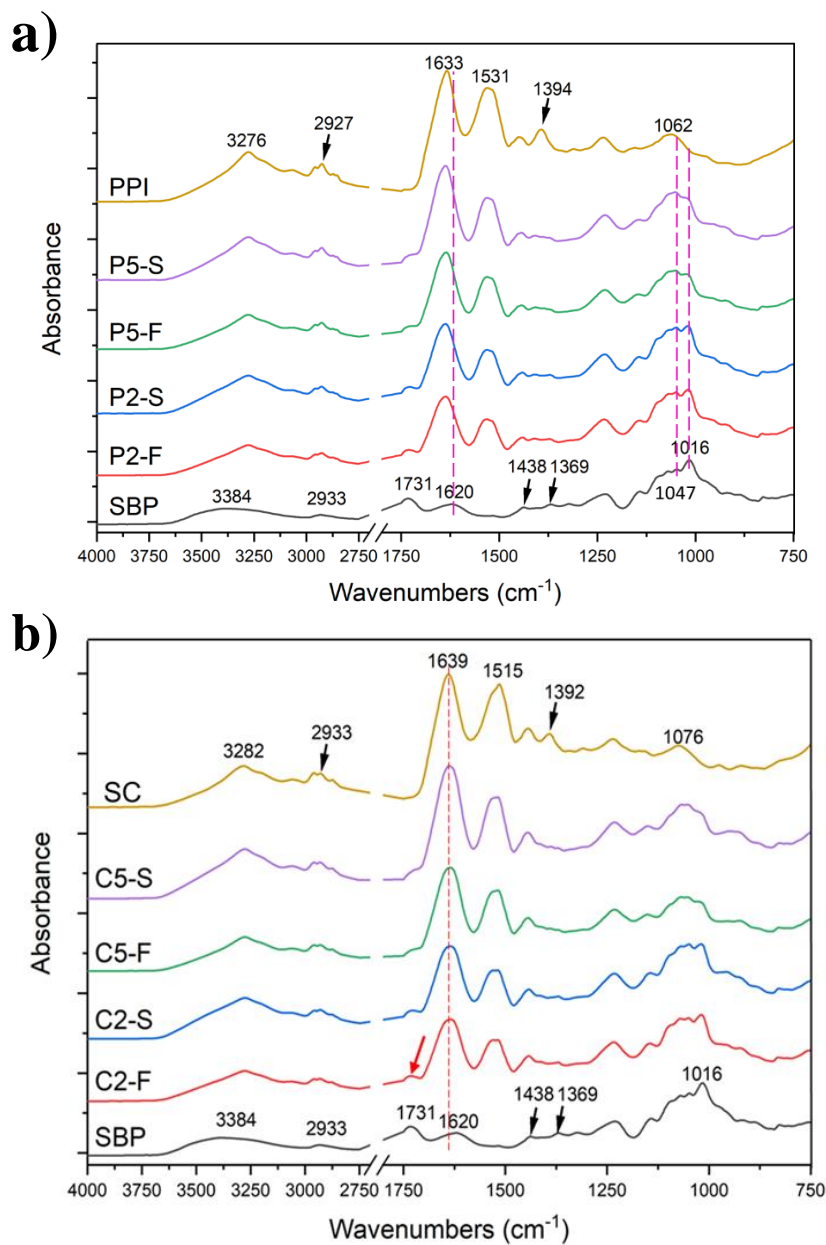 a)
1633
1531
1394
2927
3276
1062
PPI
P5-S
P5-F
P2-S
P2-F
1016
1438 1369
1731
1620
1047
3384
2933
SBP
Absorbance
4000 3750 3500 3250 3000 2750 1750 1500 1250 1000 750
Wavenumbers (cm-1)
b)
1639
1515
1392
2933
3282
1076
SC
C5-S
C5-F
C2-S
C2-F
1016
1438 1369
1731
1620
3384
2933
SBP
Absorbance
4000 3750 3500 3250 3000 2750 1750 1500 1250 1000 750
Wavenumbers (cm-1)